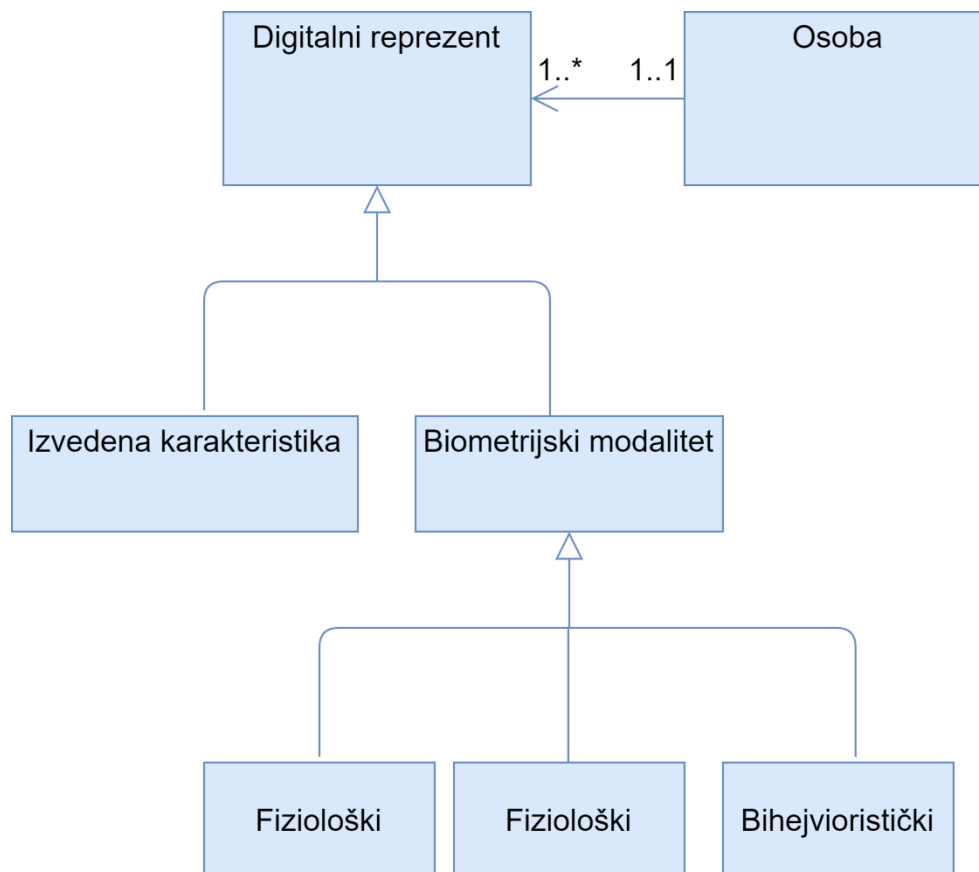 Digitalni reprezent
Osoba
1..*
1..1
Izvedena karakteristika
Biometrijski modalitet
Fiziološki
Fiziološki
Bihejvioristički